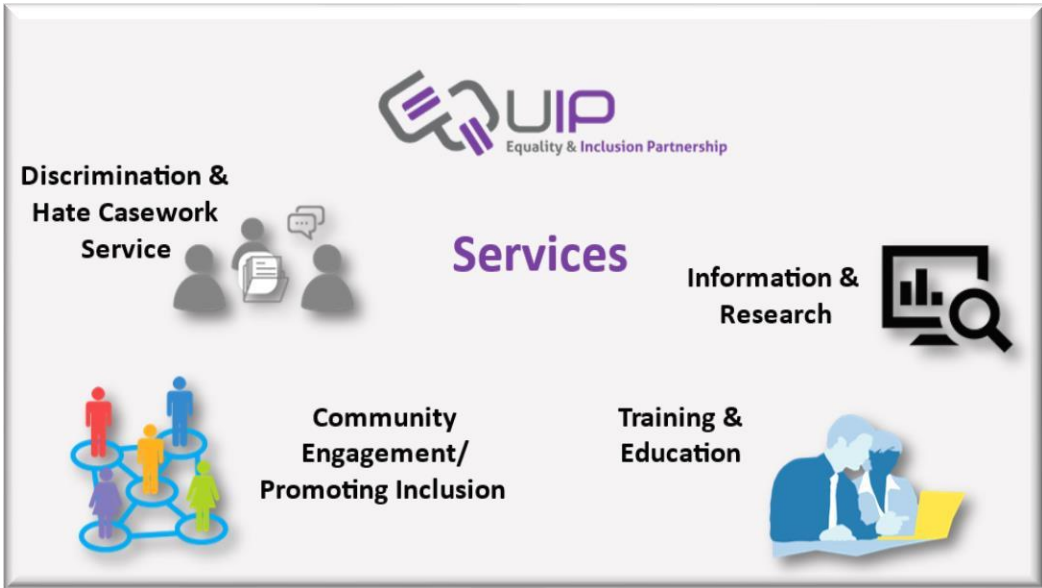 EQUIP
Equality & Inclusion Partnership
Discrimination &
Hate Casework
Service
Services
Information &
Research
Community
Engagement/
Promoting Inclusion
Training &
Education